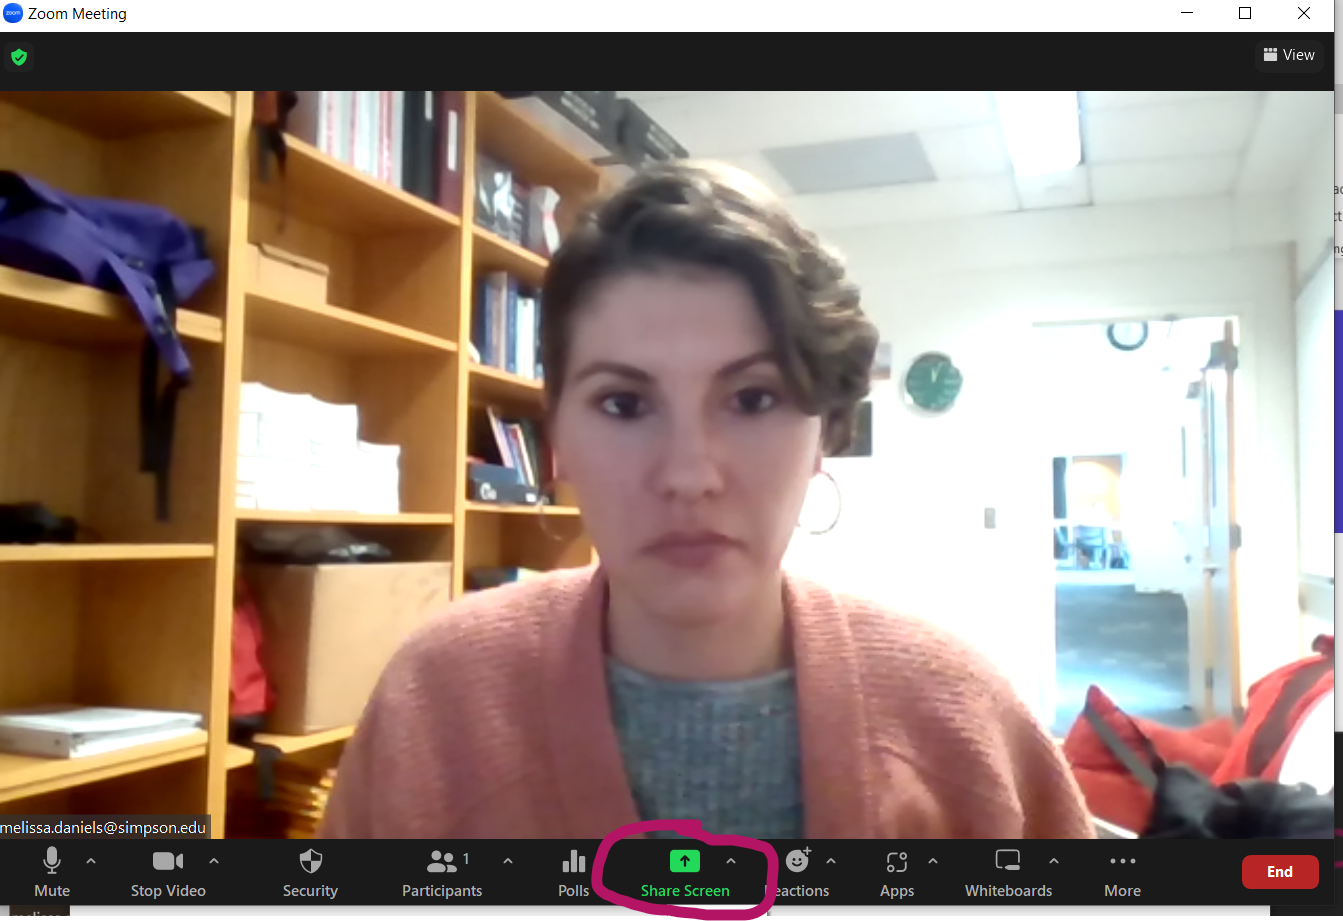 zoom Zoom Meeting
View
melissa.daniels@simpson.edu
1
Mute Stop Video Security Participants Polls Share Screen eactions Apps Whiteboards More End